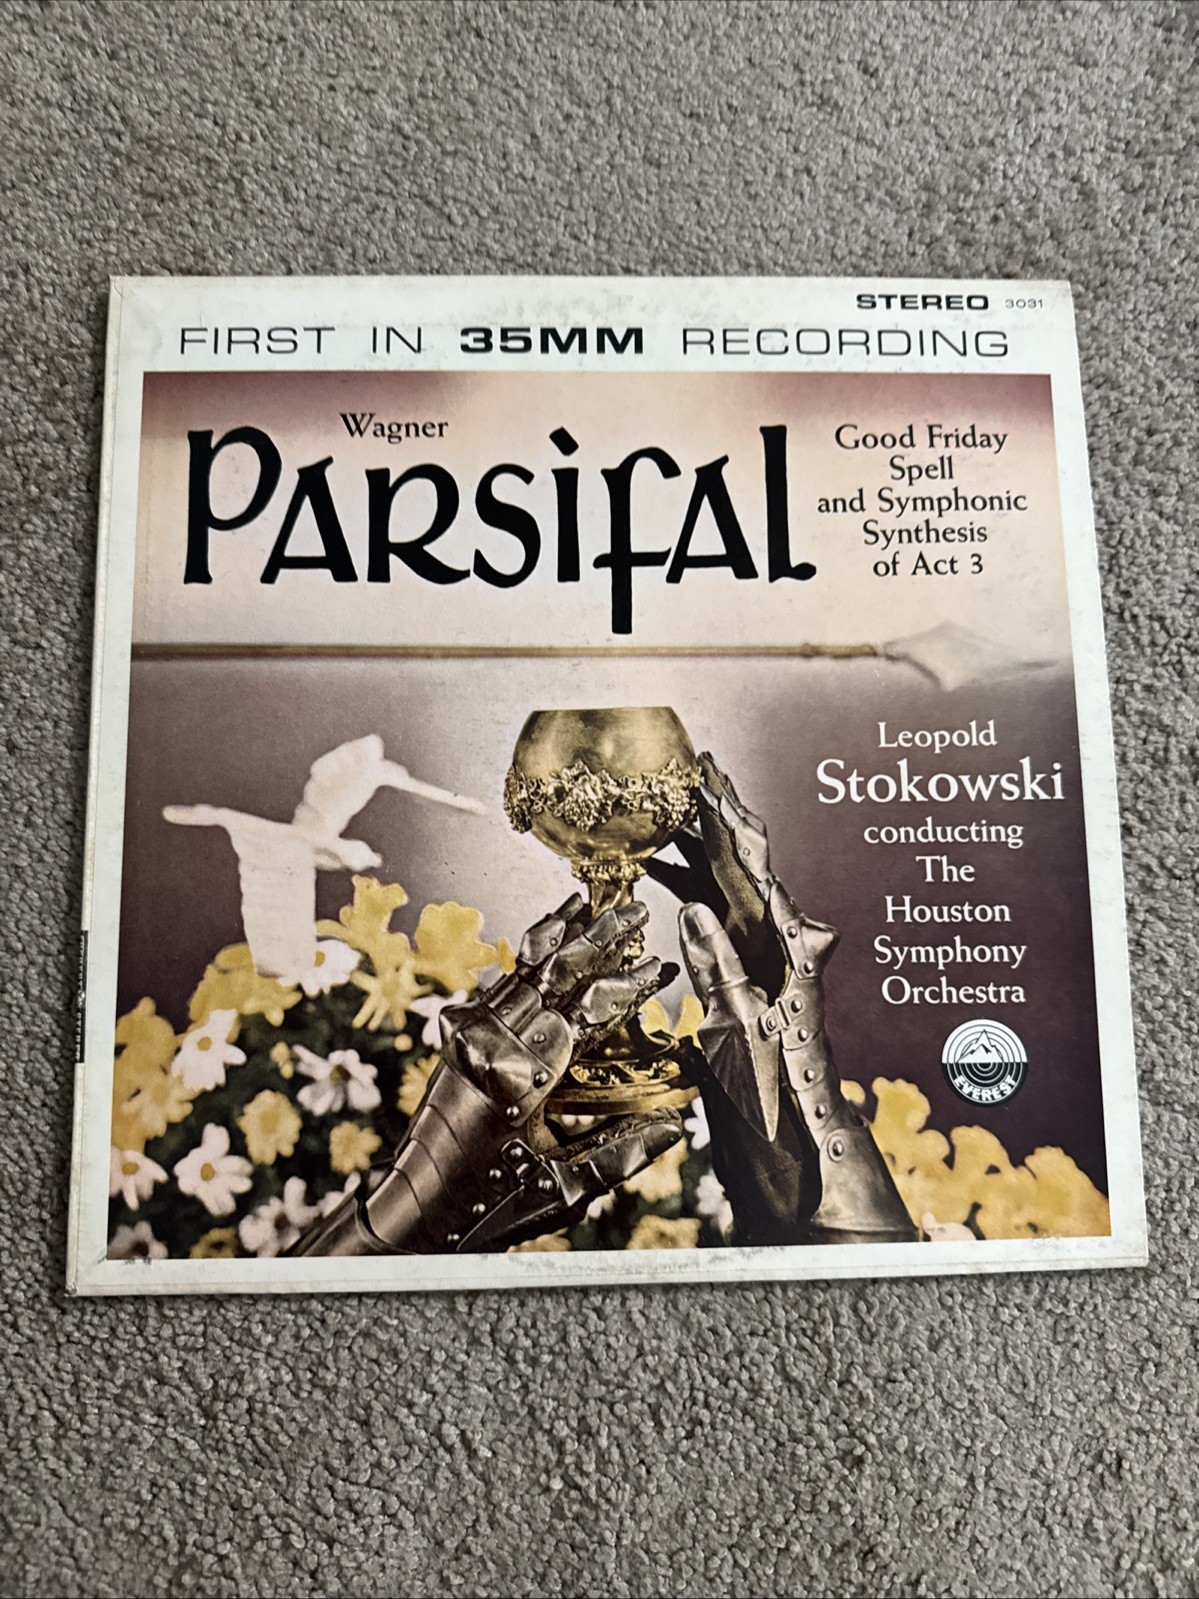 STEREO 3031
FIRST IN 35MM RECORDING
Wagner
PARSifAL
Good Friday
Spell
and Symphonic
Synthesis
of Act 3
Leopold
Stokowski
conducting
The
Houston
Symphony
Orchestra
EVEREST